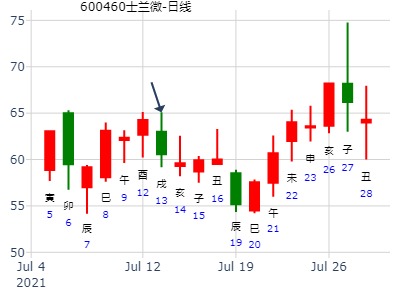 600460士兰微-日线
75
70
65
60
55
50
寅
5
卯
6
辰
7
巳
8
午
9
酉
12
戌
13
亥
14
子
15
丑
16
辰
19
巳
20
午
21
未
22
申
23
亥
26
子
27
丑
28
Jul 4
Jul 12
Jul 19
Jul 26
2021